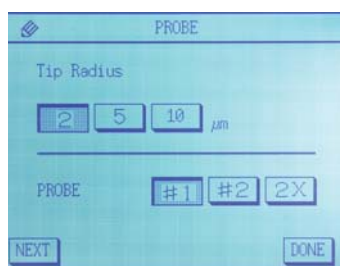 PROBE
Tip Radius
2 5 10 μm
PROBE #1 #2 2X
NEXT DONE